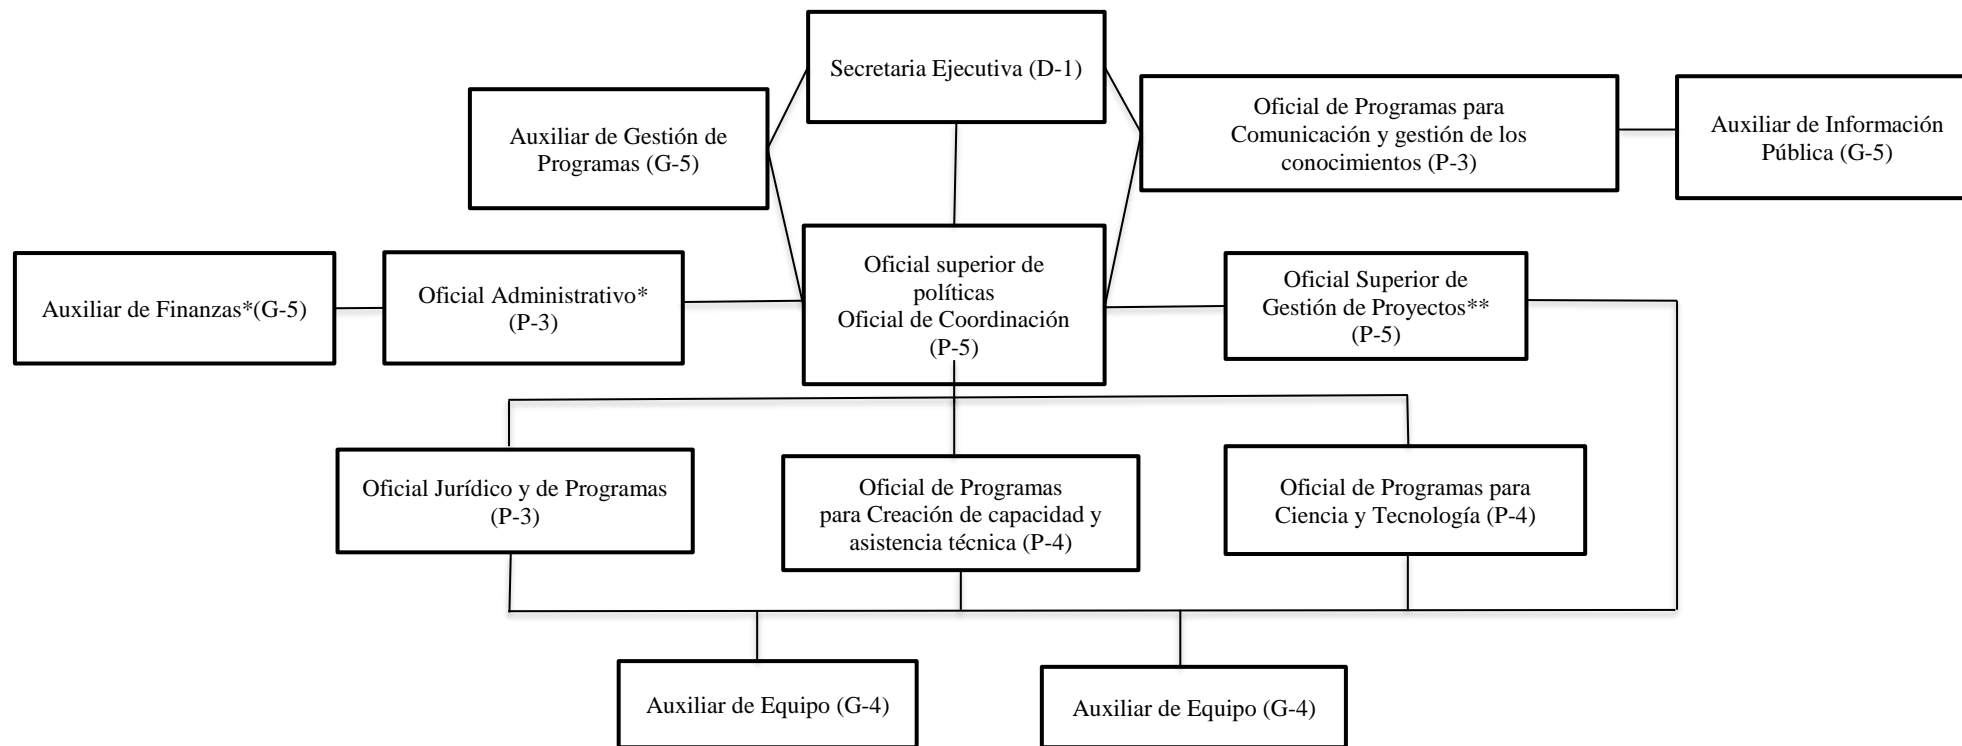 Secretaria Ejecutiva (D-1)
Auxiliar de Gestión de
Programas (G-5)
Oficial de Programas para
Comunicación y gestión de los
conocimientos (P-3)
Auxiliar de Información
Pública (G-5)
Auxiliar de Finanzas*(G-5)
Oficial Administrativo*
(P-3)
Oficial superior de
políticas
Oficial de Coordinación
(P-5)
Oficial Superior de
Gestión de Proyectos**
(P-5)
Oficial Jurídico y de Programas
(P-3)
Oficial de Programas
para Creación de capacidad y
asistencia técnica (P-4)
Oficial de Programas para
Ciencia y Tecnología (P-4)
Auxiliar de Equipo (G-4)
Auxiliar de Equipo (G-4)